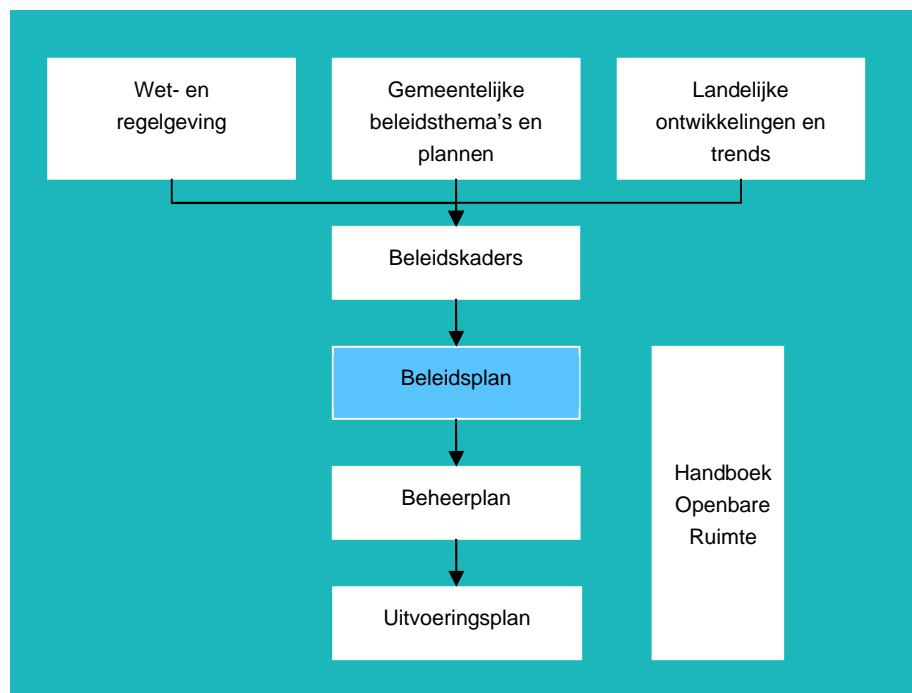 Wet- en
regelgeving
Gemeentelijke
beleidsthema's en
plannen
Landelijke
ontwikkelingen en
trends
Beleidskaders
Beleidsplan
Beheerplan
Uitvoeringsplan
Handboek
Openbare
Ruimte